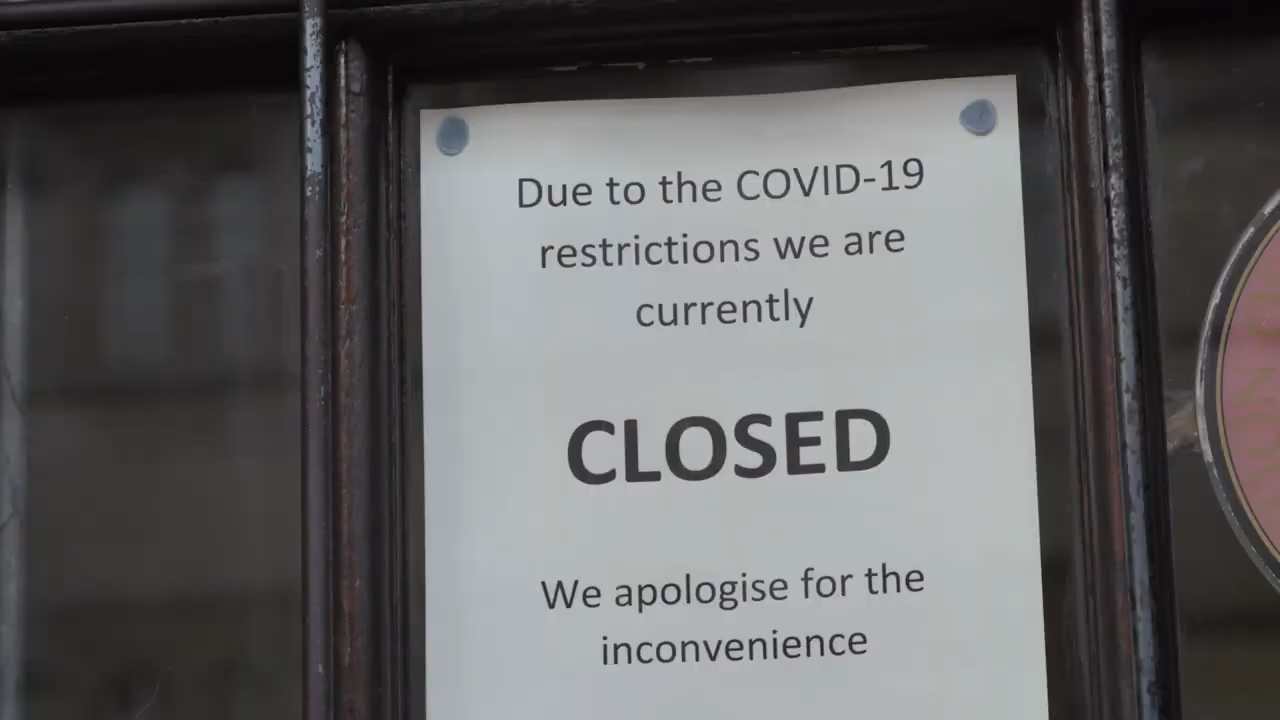 Due to the COVID-19
restrictions we are
currently
CLOSED
We apologise for the
inconvenience